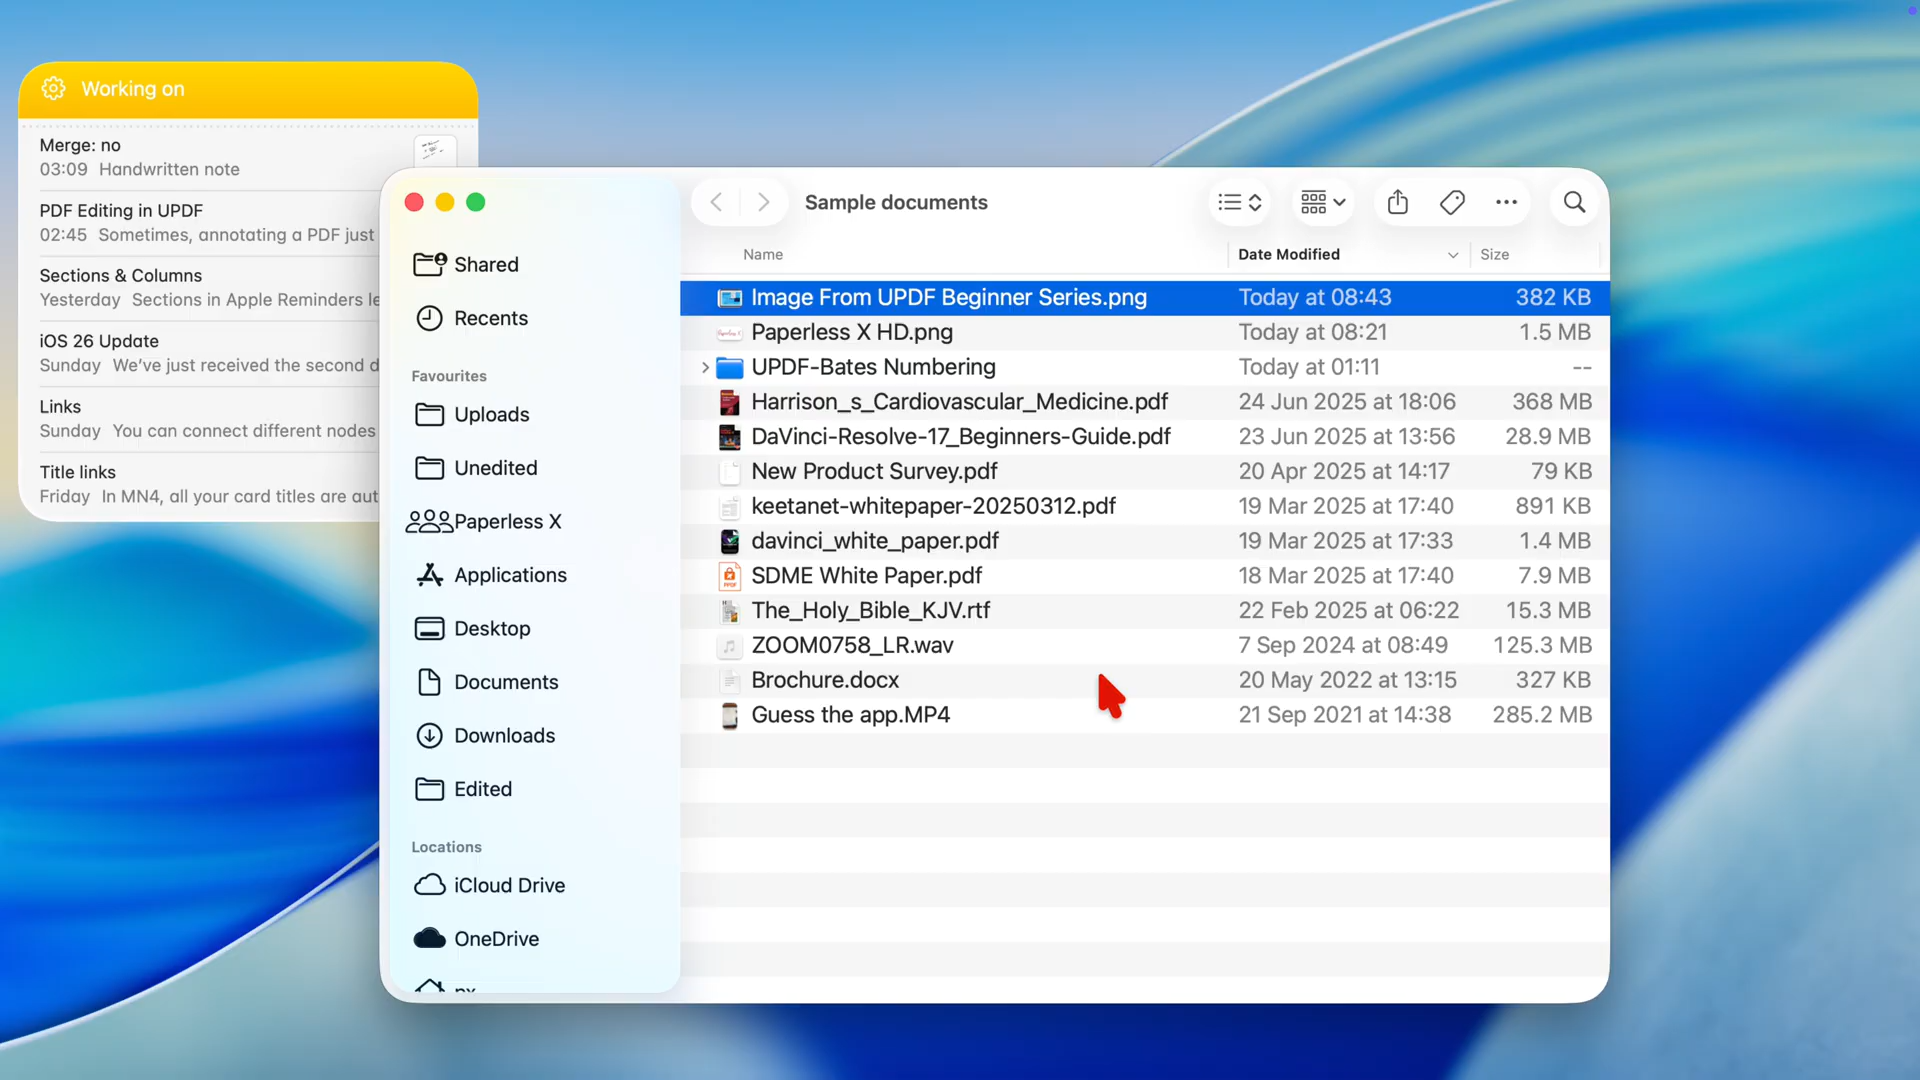 Working on
Merge: no
03:09 Handwritten note
PDF Editing in UPDF
02:45 Sometimes, annotating a PDF just
Sections & Columns
Yesterday Sections in Apple Reminders le
iOS 26 Update
Sunday We've just received the second d
Links
Sunday You can connect different nodes
Title links
Friday In MN4, all your card titles are aut
Shared
Recents
Favourites
Uploads
Unedited
Paperless X
Applications
Desktop
Documents
Downloads
Edited
Locations
iCloud Drive
OneDrive
Sample documents
Name Date Modified Size
Image From UPDF Beginner Series.png Today at 08:43 382 KB
Paperless X HD.png Today at 08:21 1.5 MB
UPDF-Bates Numbering Today at 01:11 --
Harrison_s_Cardiovascular_Medicine.pdf 24 Jun 2025 at 18:06 368 MB
DaVinci-Resolve-17_Beginners-Guide.pdf 23 Jun 2025 at 13:56 28.9 MB
New Product Survey.pdf 20 Apr 2025 at 14:17 79 KB
keetanet-whitepaper-20250312.pdf 19 Mar 2025 at 17:40 891 KB
davinci_white_paper.pdf 19 Mar 2025 at 17:33 1.4 MB
SDME White Paper.pdf 18 Mar 2025 at 17:40 7.9 MB
The_Holy_Bible_KJV.rtf 22 Feb 2025 at 06:22 15.3 MB
ZOOM0758_LR.wav 7 Sep 2024 at 08:49 125.3 MB
Brochure.docx 20 May 2022 at 13:15 327 KB
Guess the app.MP4 21 Sep 2021 at 14:38 285.2 MB